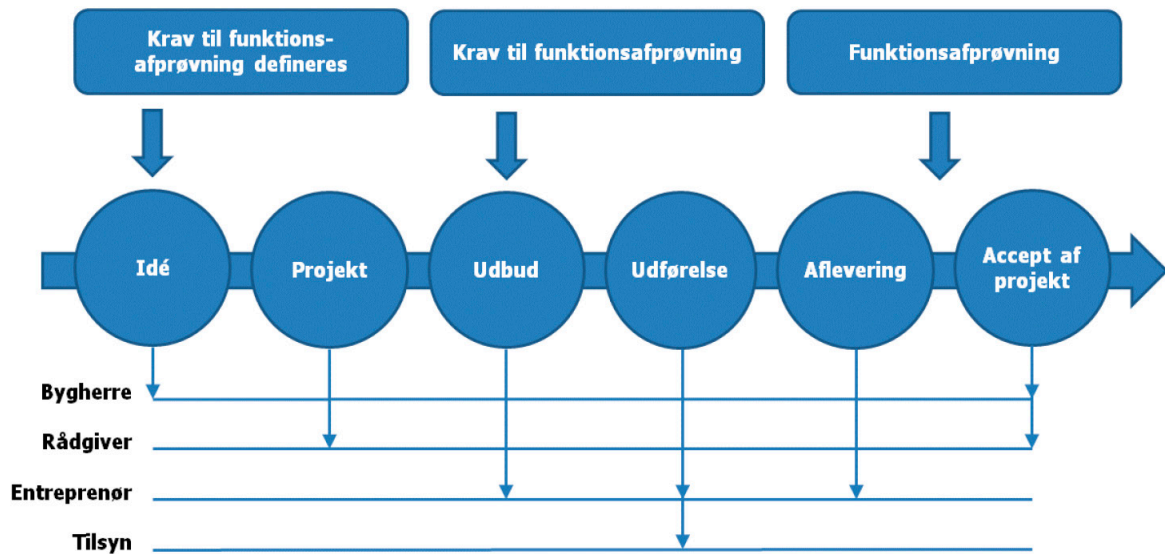 Krav til funktions-
afprøvning defineres
Krav til funktionsafprøvning
Funktionsafprøvning
Idé
Projekt
Udbud
Udførelse
Aflevering
Accept af
projekt
Bygherre
Rådgiver
Entreprenør
Tilsyn